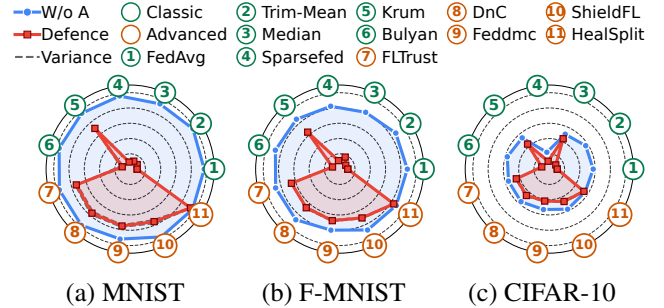 W/o A Classic ② Trim-Mean ⑤ Krum ⑧ DnC ⑩ ShieldFL
Defence Advanced ③ Median ⑥ Bulyan ⑨ Feddmc ⑪ HealSplit
Variance ① FedAvg ④ Sparsefed ⑦ FLTrust
4 3 2 1 11 10 9 8 7 6 5
4 3 2 1 11 10 9 8 7 6 5
4 3 2 1 11 10 9 8 7 6 5
(a) MNIST (b) F-MNIST (c) CIFAR-10